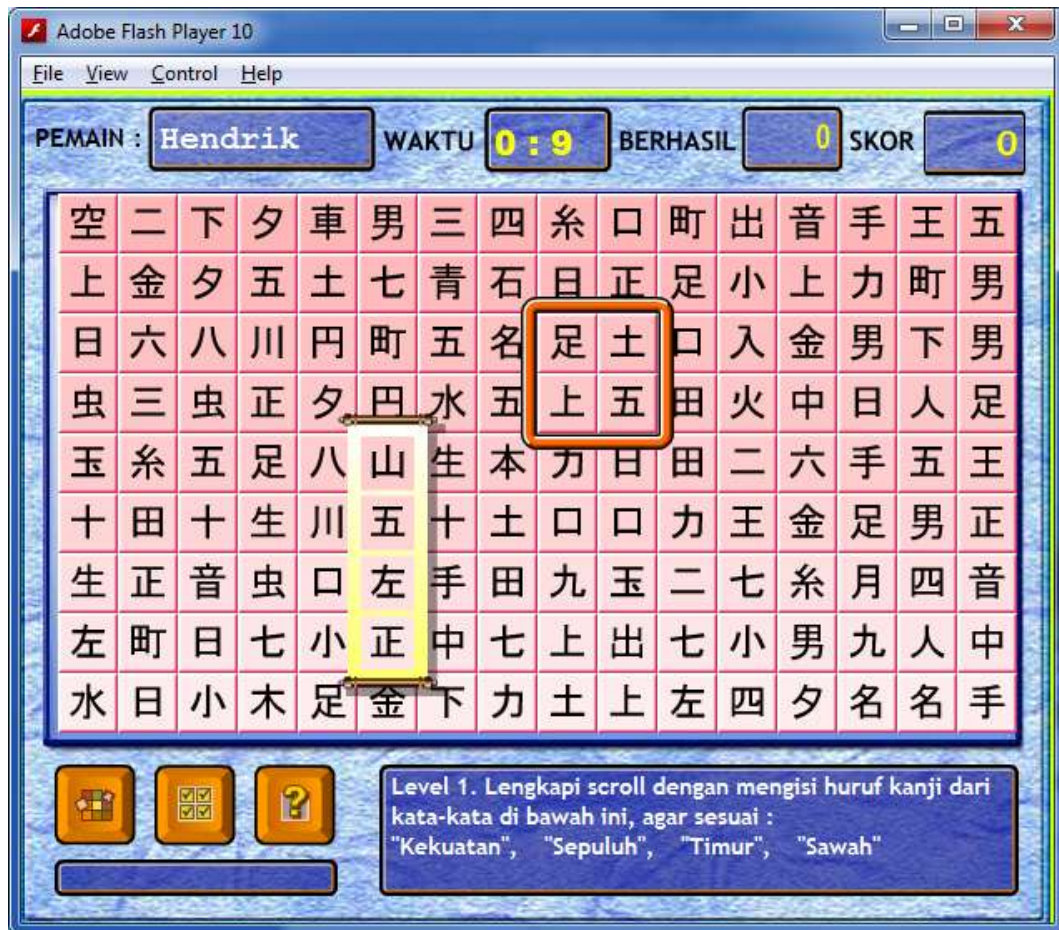 Adobe Flash Player 10
File View Control Help
PEMAIN : Hendrik WAKTU 0 : 9 BERHASIL 0 SKOR 0
空 二 下 夕 車 男 三 四 糸 口 町 出 音 手 王 五
上 金 夕 五 土 七 青 石 日 正 足 小 上 力 町 男
日 六 八 川 円 町 五 名 足 土 口 入 金 男 下 男
虫 三 虫 正 夕 円 水 五 上 五 田 火 中 日 人 足
玉 糸 五 足 八 山 生 本 力 日 田 二 六 手 五 王
十 田 十 生 川 五 十 土 口 口 力 王 金 足 男 正
生 正 音 虫 口 左 手 田 九 玉 二 七 糸 月 四 音
左 町 日 七 小 正 中 七 上 出 七 小 男 九 人 中
水 日 小 木 足 金 下 力 土 上 左 四 夕 名 名 手
Level 1. Lengkapi scroll dengan mengisi huruf kanji dari
kata-kata di bawah ini, agar sesuai :
"Kekuatan", "Sepuluh", "Timur", "Sawah"